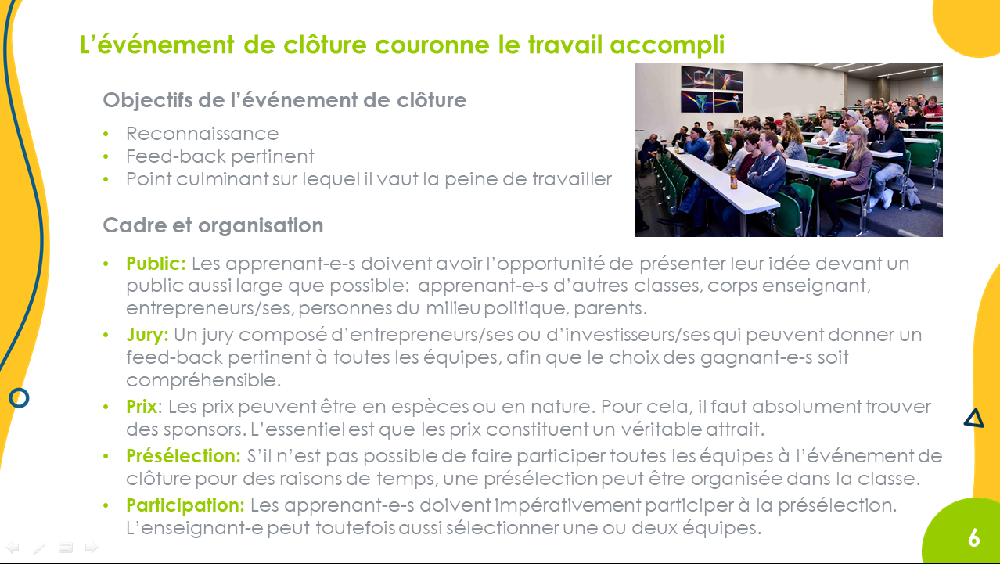 L’événement de clôture couronne le travail accompli
Objectifs de l’événement de clôture
• Reconnaissance
• Feed-back pertinent
• Point culminant sur lequel il vaut la peine de travailler
Cadre et organisation
• Public: Les apprenant-e-s doivent avoir l’opportunité de présenter leur idée devant un
public aussi large que possible: apprenant-e-s d’autres classes, corps enseignant,
entrepreneurs/ses, personnes du milieu politique, parents.
• Jury: Un jury composé d’entrepreneurs/ses ou d’investisseurs/ses qui peuvent donner un
feed-back pertinent à toutes les équipes, afin que le choix des gagnant-e-s soit
compréhensible.
• Prix: Les prix peuvent être en espèces ou en nature. Pour cela, il faut absolument trouver
des sponsors. L’essentiel est que les prix constituent un véritable attrait.
• Présélection: S’il n’est pas possible de faire participer toutes les équipes à l’événement de
clôture pour des raisons de temps, une présélection peut être organisée dans la classe.
• Participation: Les apprenant-e-s doivent impérativement participer à la présélection.
L’enseignant-e peut toutefois aussi sélectionner une ou deux équipes.
6